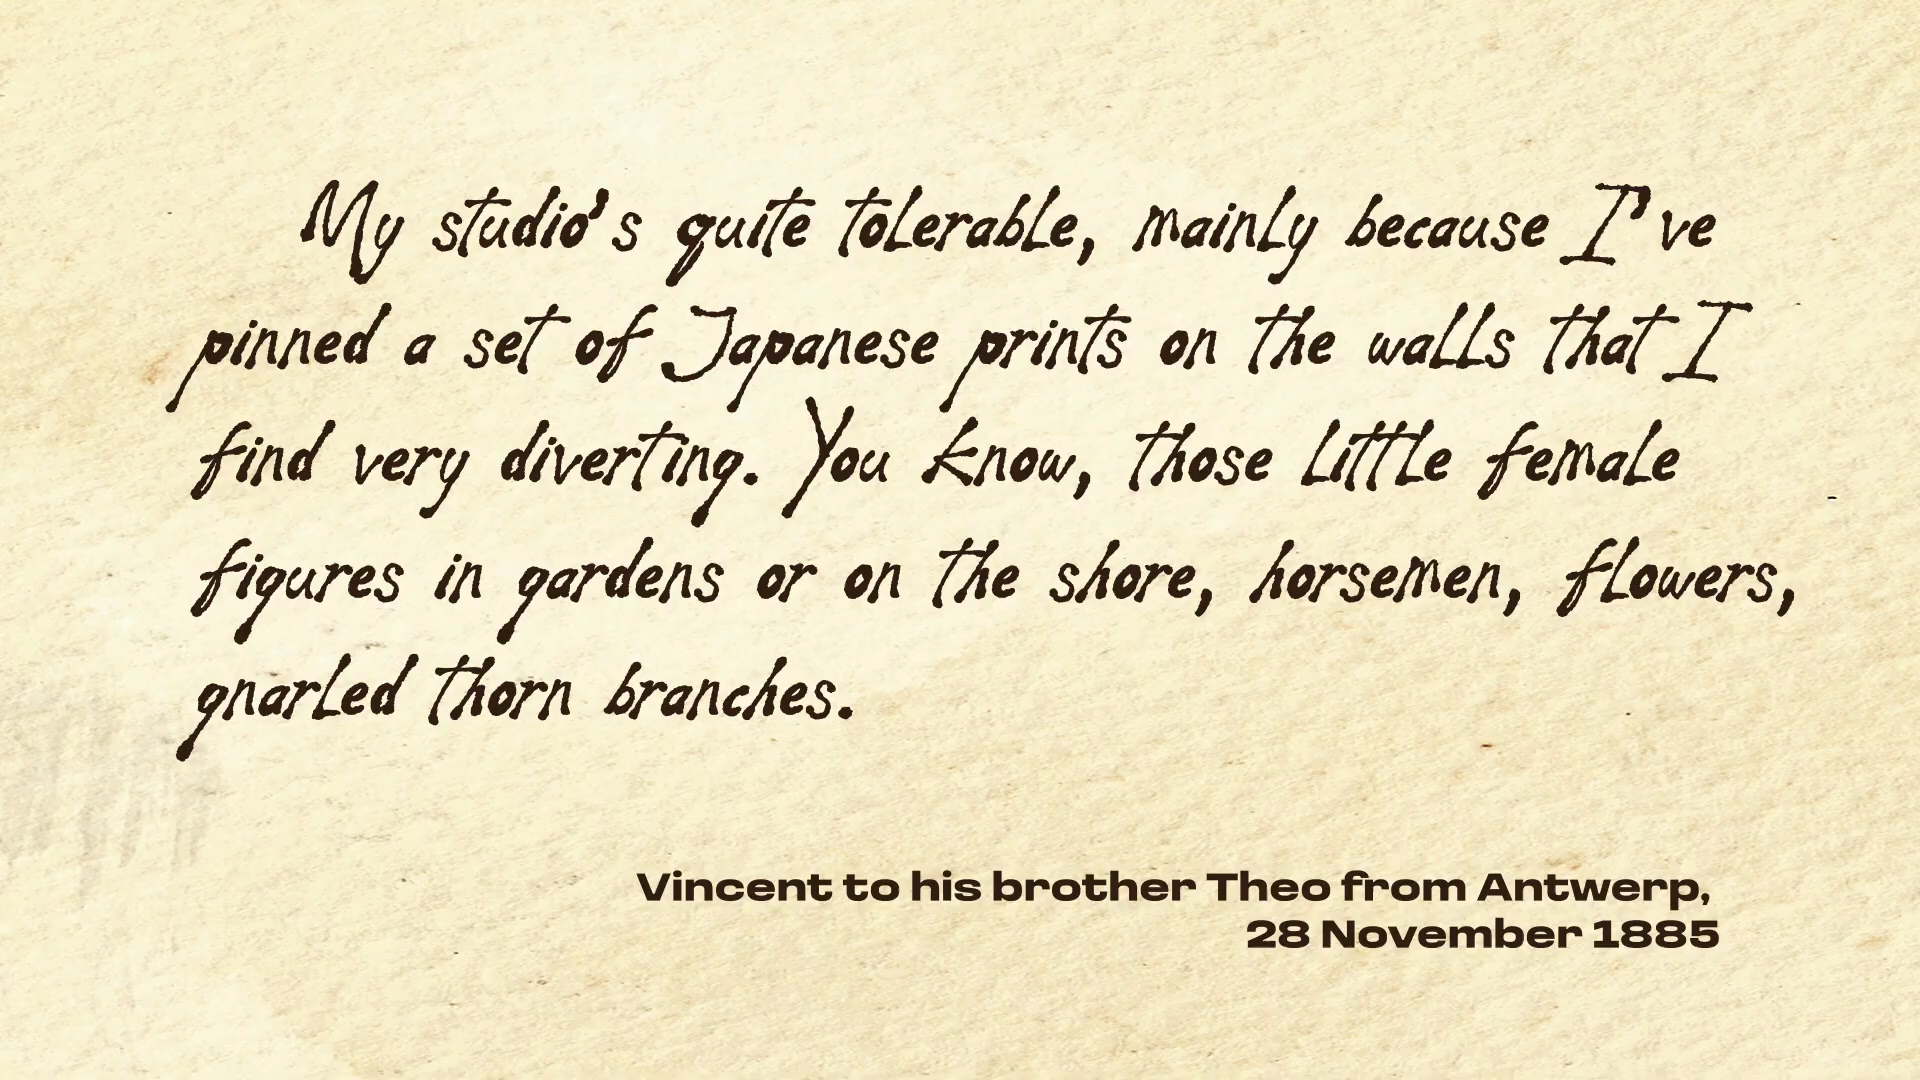 My studio's quite tolerable, mainly because I've
pinned a set of Japanese prints on the walls that I
find very diverting. You know, those little female
figures in gardens or on the shore, horsemen, flowers,
gnarled thorn branches.
Vincent to his brother Theo from Antwerp,
28 November 1885